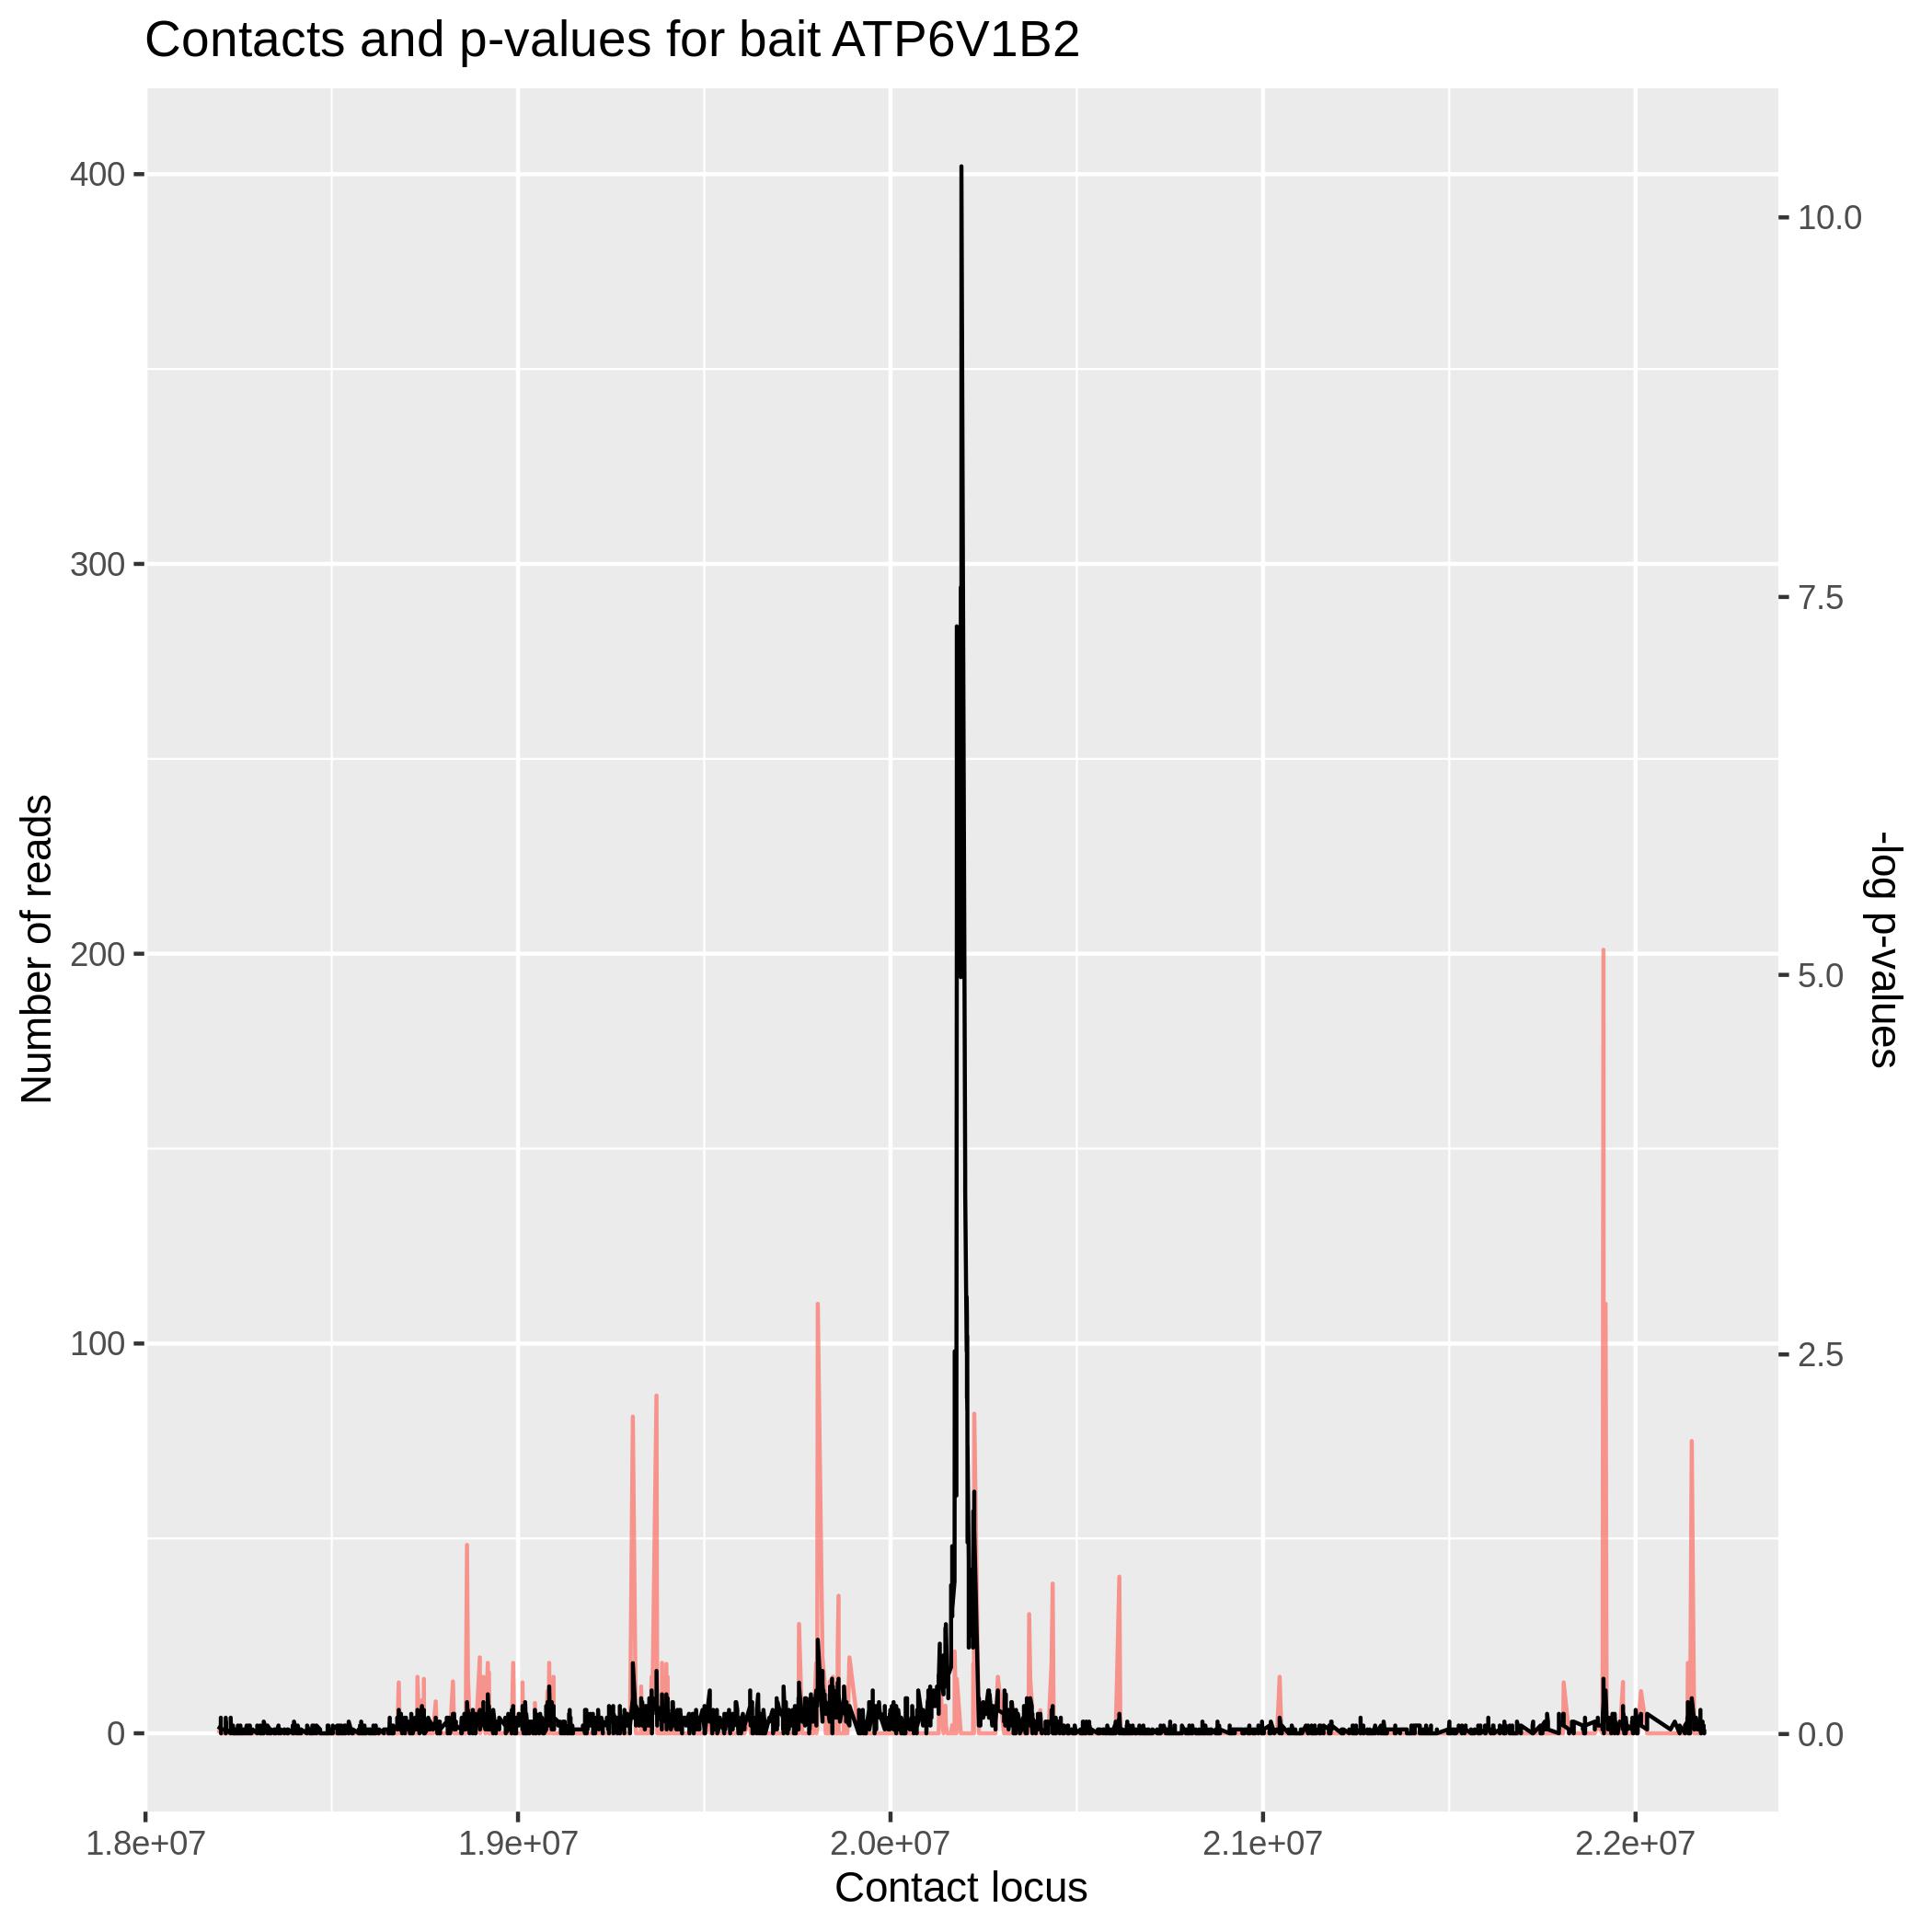 Contacts and p-values for bait ATP6V1B2
400
300
200
100
0
Number of reads
10.0
7.5
5.0
2.5
0.0
-log p-values
1.8e+07
1.9e+07
2.0e+07
2.1e+07
2.2e+07
Contact locus